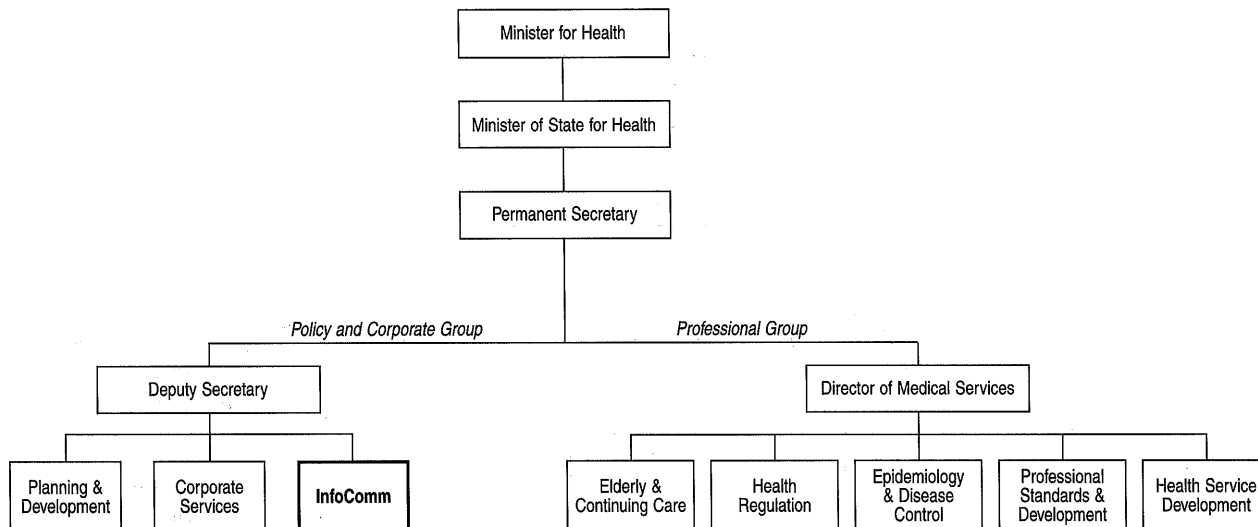 Minister for Health
Minister of State for Health
Permanent Secretary
Policy and Corporate Group
Professional Group
Deputy Secretary
Director of Medical Services
Planning &
Development
Corporate
Services
InfoComm
Elderly &
Continuing Care
Health
Regulation
Epidemiology
& Disease
Control
Professional
Standards &
Development
Health Service
Development